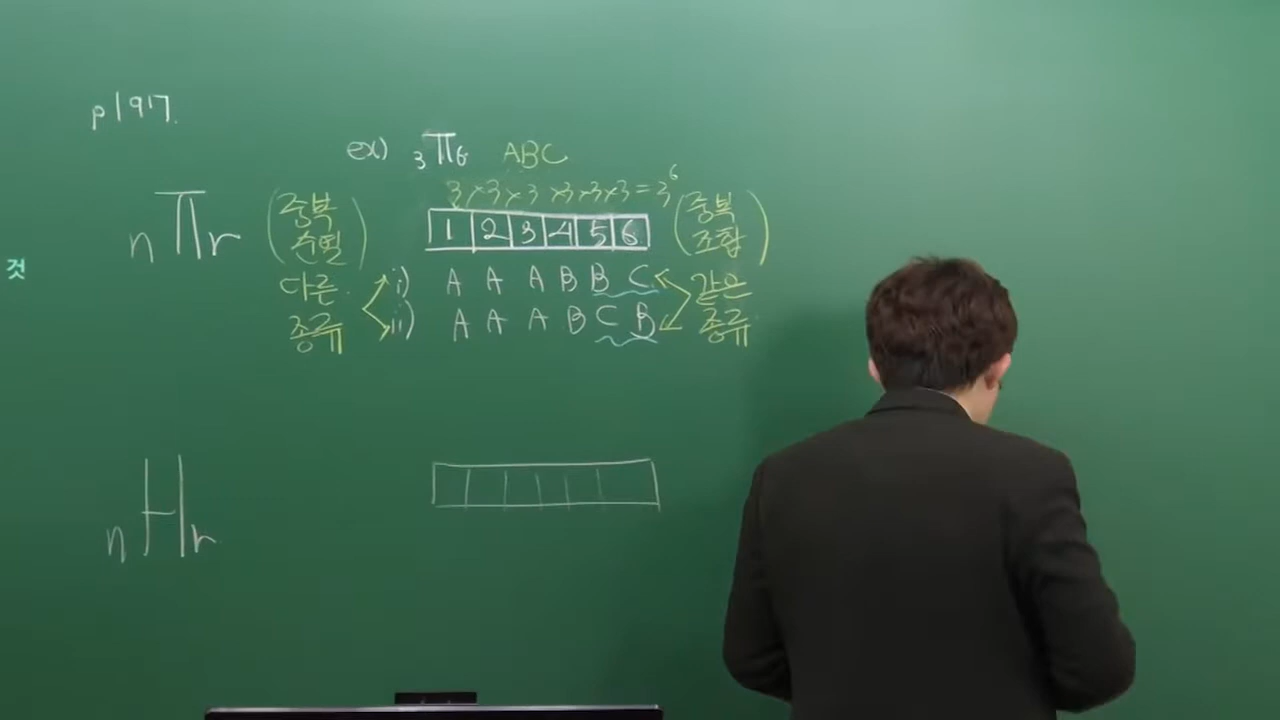 p197.
ex) ₃Π₆ ABC
3×3×3×3×3×3=3⁶
nΠr (중복 순열) 1 2 3 4 5 6 (중복 조합)
것
다른 종류 i) A A A B B C 같은 종류
ii) A A A B C B
nHr